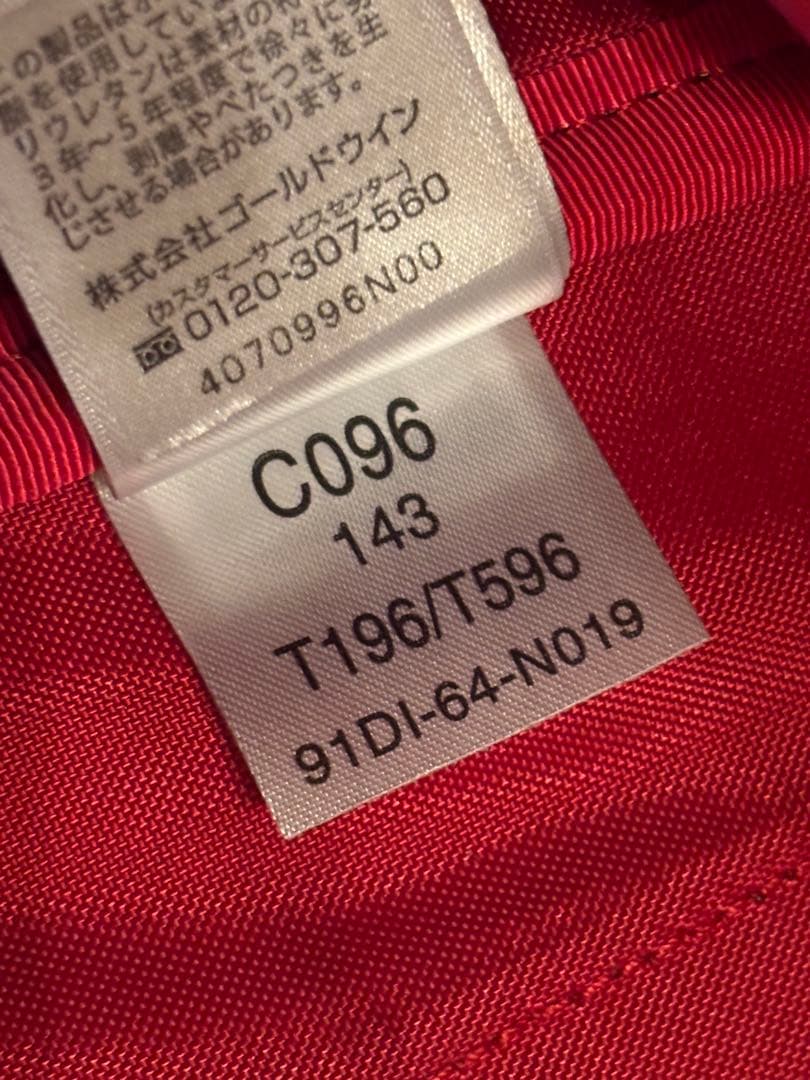 の製品は
を使用してい
リウレタンは素材の特
3年～5年程度で徐々に劣
化し、剥離やべたつきを生
じさせる場合があります。
株式会社ゴールドウイン
(カスタマーサービスセンター)
0120-307-560
4070996N00
C096
143
T196/T596
91DI-64-N019